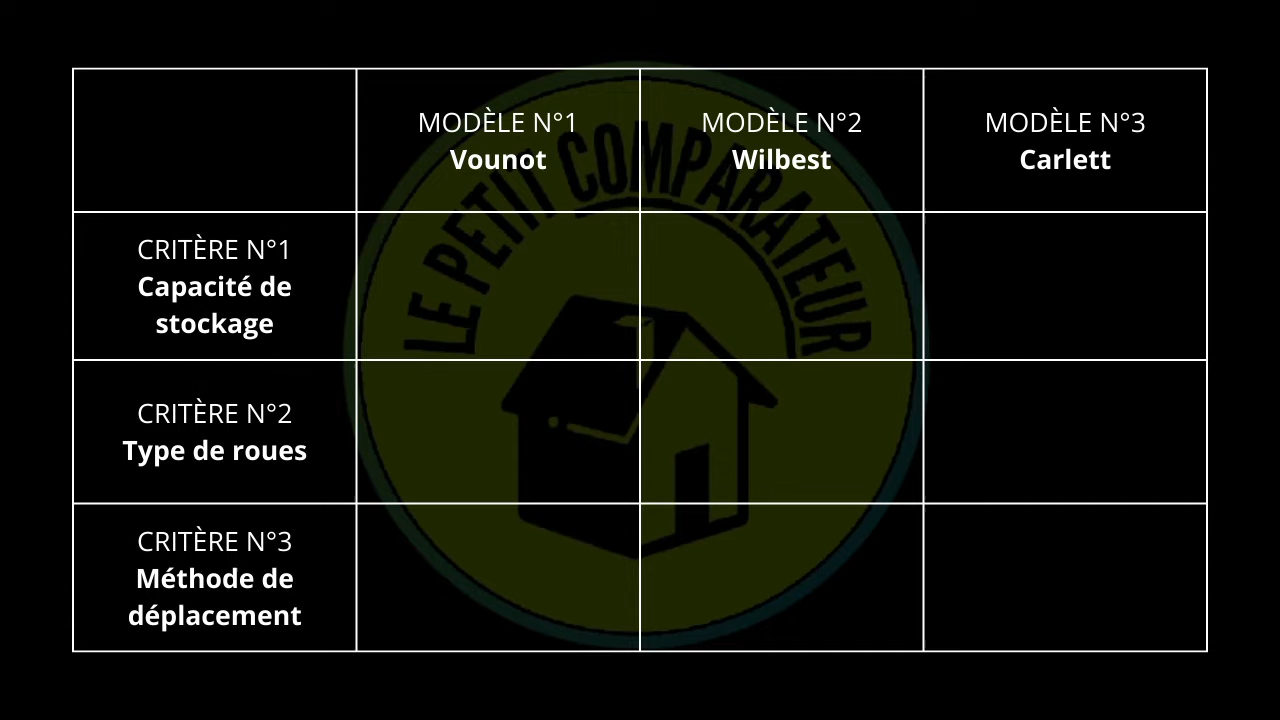 MODÈLE N°1
Vounot
MODÈLE N°2
Wilbest
MODÈLE N°3
Carlett
CRITÈRE N°1
Capacité de
stockage
CRITÈRE N°2
Type de roues
CRITÈRE N°3
Méthode de
déplacement
LE PETIT COMPARATEUR